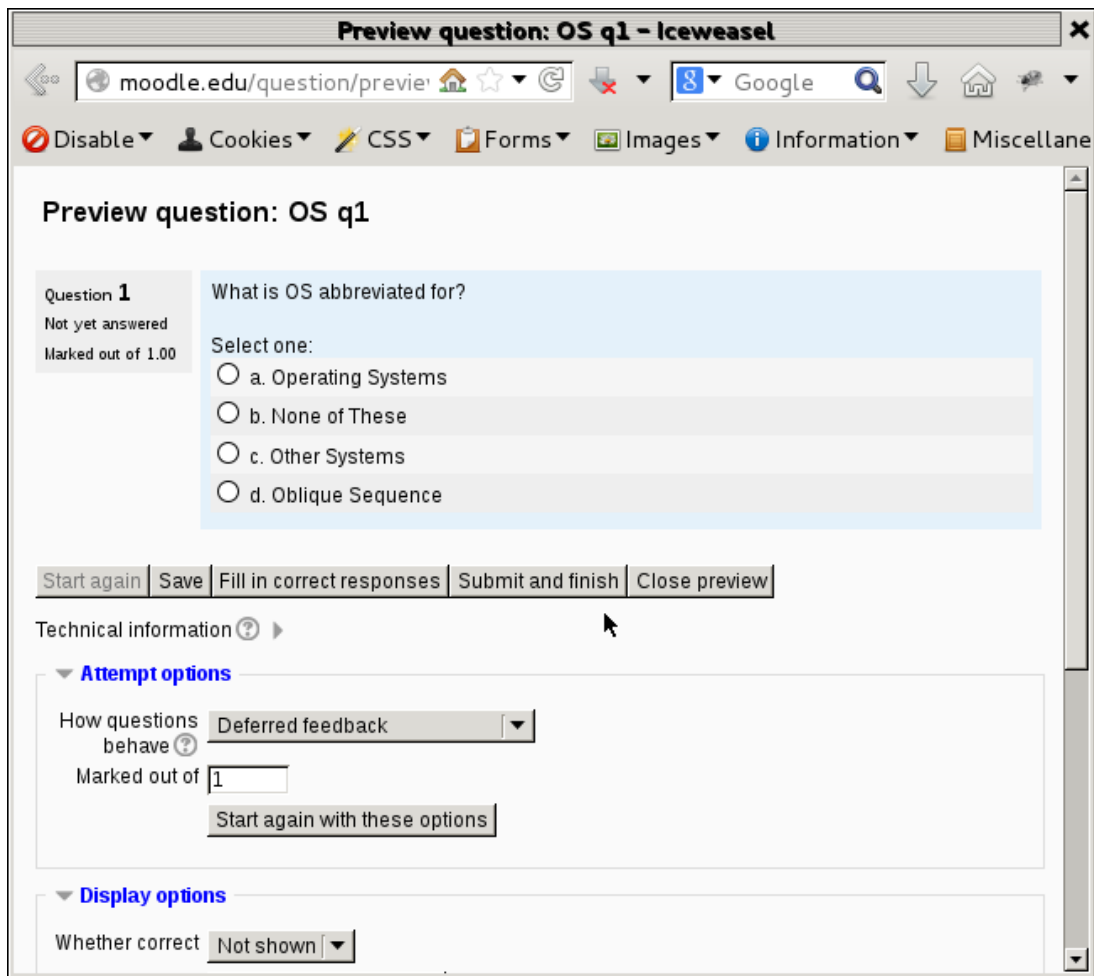 Preview question: OS q1 - Iceweasel
moodle.edu/question/previe
8 Google
Disable Cookies CSS Forms Images Information Miscellane
Preview question: OS q1
Question 1
Not yet answered
Marked out of 1.00
What is OS abbreviated for?
Select one:
a. Operating Systems
b. None of These
c. Other Systems
d. Oblique Sequence
Start again Save Fill in correct responses Submit and finish Close preview
Technical information ?
Attempt options
How questions behave ? Deferred feedback
Marked out of 1
Start again with these options
Display options
Whether correct Not shown